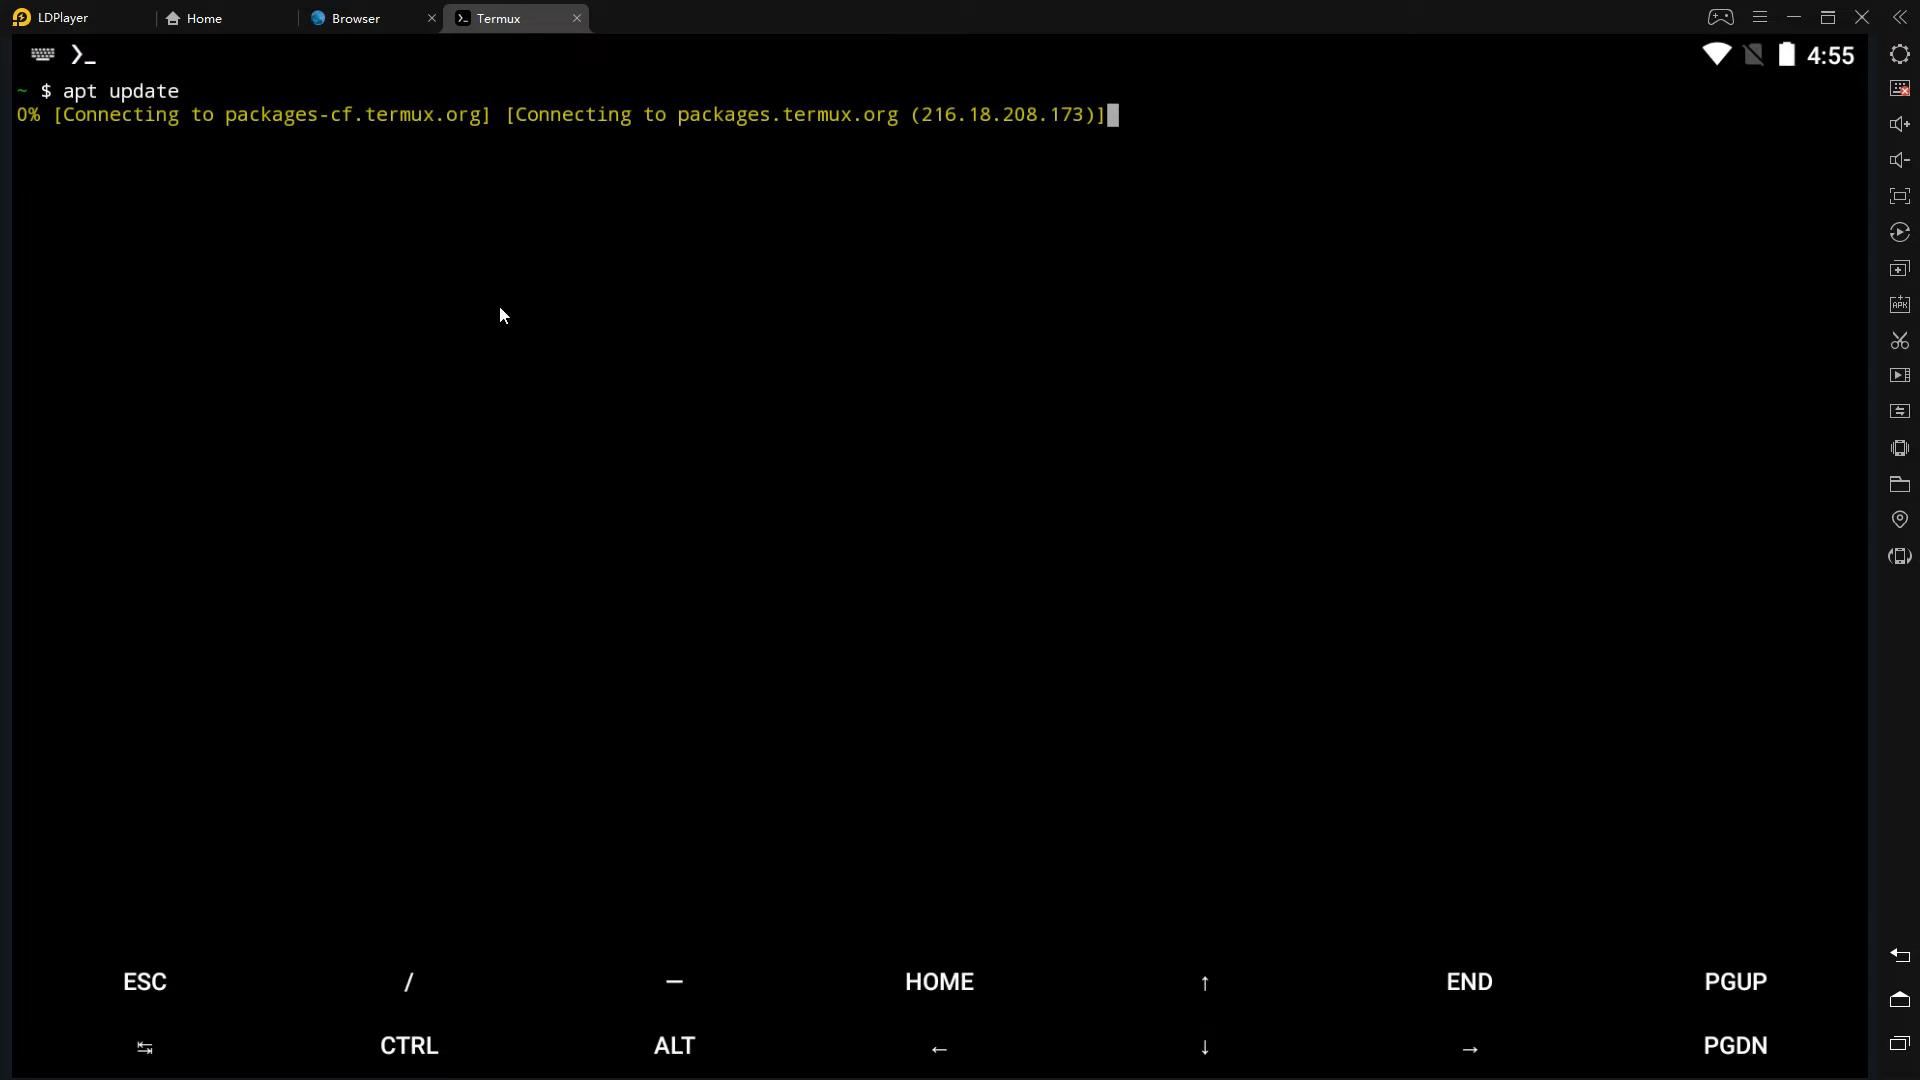 LDPlayer
Home
Browser
Termux
4:55
~ $ apt update
0% [Connecting to packages-cf.termux.org] [Connecting to packages.termux.org (216.18.208.173)]
ESC / — HOME ↑ END PGUP
↹ CTRL ALT ← ↓ → PGDN
APK